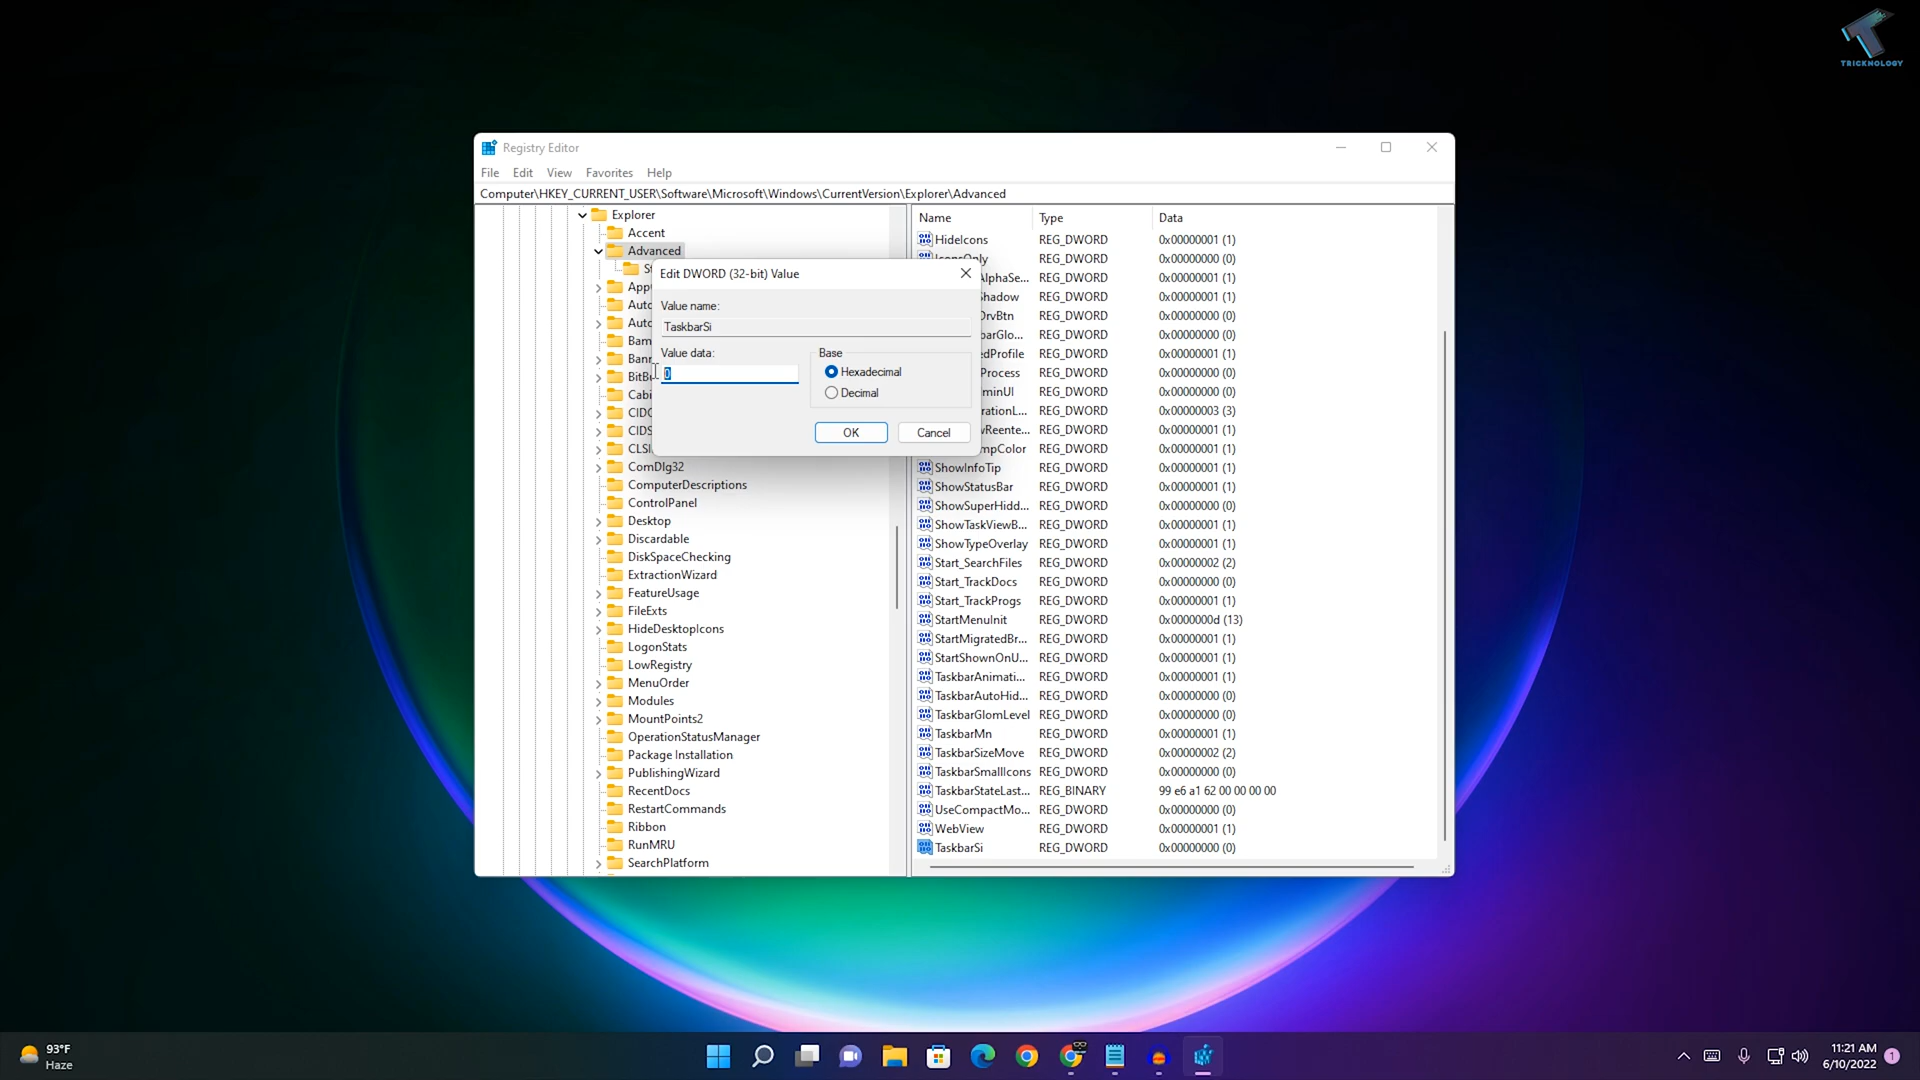 TRICKNOLOGY
Registry Editor
File Edit View Favorites Help
Computer\HKEY_CURRENT_USER\Software\Microsoft\Windows\CurrentVersion\Explorer\Advanced
Explorer
Accent
Advanced
St
App
Auto
Auto
Bam
Bann
BitBu
Cabi
CIDO
CIDS
CLSI
ComDlg32
ComputerDescriptions
ControlPanel
Desktop
Discardable
DiskSpaceChecking
ExtractionWizard
FeatureUsage
FileExts
HideDesktopIcons
LogonStats
LowRegistry
MenuOrder
Modules
MountPoints2
OperationStatusManager
Package Installation
PublishingWizard
RecentDocs
RestartCommands
Ribbon
RunMRU
SearchPlatform
Edit DWORD (32-bit) Value
Value name:
TaskbarSi
Value data:
0
Base
Hexadecimal
Decimal
OK Cancel
Name Type Data
HideIcons REG_DWORD 0x00000001 (1)
IconsOnly REG_DWORD 0x00000000 (0)
AlphaSe... REG_DWORD 0x00000001 (1)
hadow REG_DWORD 0x00000001 (1)
DrvBtn REG_DWORD 0x00000000 (0)
barGlo... REG_DWORD 0x00000000 (0)
edProfile REG_DWORD 0x00000001 (1)
Process REG_DWORD 0x00000000 (0)
minUI REG_DWORD 0x00000000 (0)
rationL... REG_DWORD 0x00000003 (3)
wReente... REG_DWORD 0x00000001 (1)
mpColor REG_DWORD 0x00000001 (1)
ShowInfoTip REG_DWORD 0x00000001 (1)
ShowStatusBar REG_DWORD 0x00000001 (1)
ShowSuperHidd... REG_DWORD 0x00000000 (0)
ShowTaskViewB... REG_DWORD 0x00000001 (1)
ShowTypeOverlay REG_DWORD 0x00000001 (1)
Start_SearchFiles REG_DWORD 0x00000002 (2)
Start_TrackDocs REG_DWORD 0x00000000 (0)
Start_TrackProgs REG_DWORD 0x00000001 (1)
StartMenuInit REG_DWORD 0x0000000d (13)
StartMigratedBr... REG_DWORD 0x00000001 (1)
StartShownOnU... REG_DWORD 0x00000001 (1)
TaskbarAnimati... REG_DWORD 0x00000001 (1)
TaskbarAutoHid... REG_DWORD 0x00000000 (0)
TaskbarGlomLevel REG_DWORD 0x00000000 (0)
TaskbarMn REG_DWORD 0x00000001 (1)
TaskbarSizeMove REG_DWORD 0x00000002 (2)
TaskbarSmallIcons REG_DWORD 0x00000000 (0)
TaskbarStateLast... REG_BINARY 99 e6 a1 62 00 00 00 00
UseCompactMo... REG_DWORD 0x00000000 (0)
WebView REG_DWORD 0x00000001 (1)
TaskbarSi REG_DWORD 0x00000000 (0)
93°F
Haze
11:21 AM
6/10/2022
1